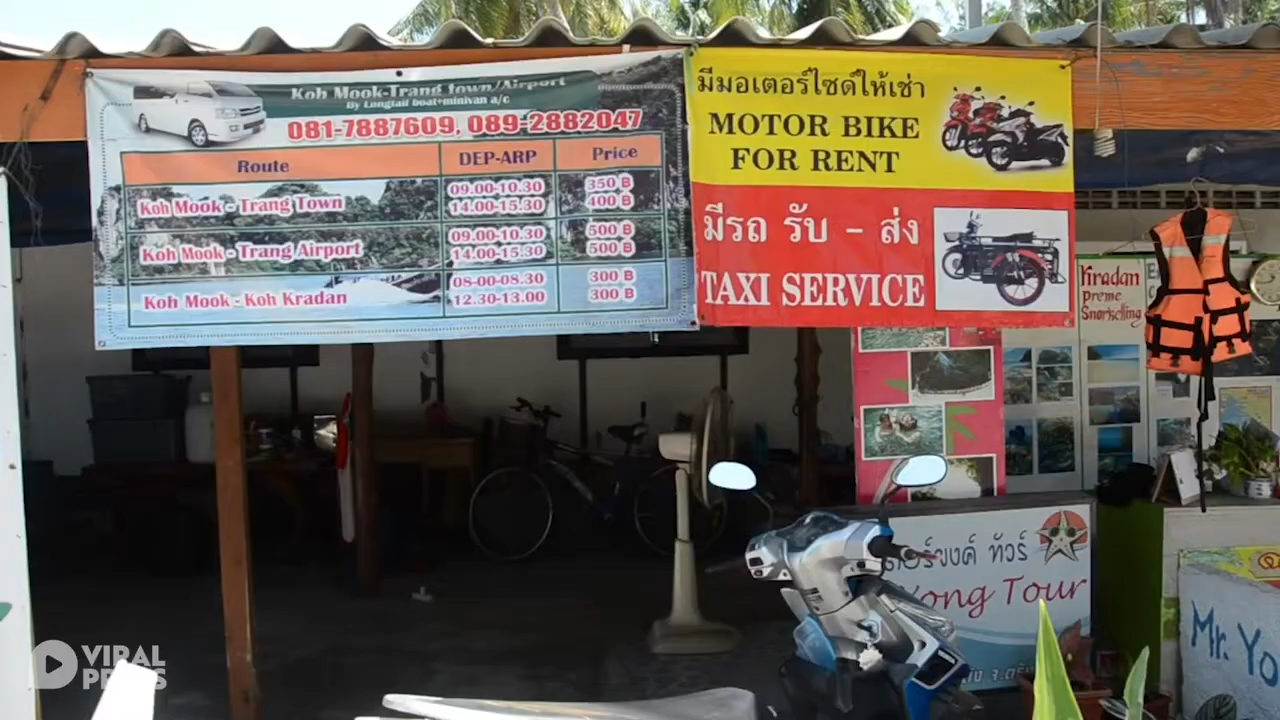 Koh Mook-Trang town/Airport
By Longtail boat+minivan a/c
081-7887609, 089-2882047
Route DEP-ARP Price
Koh Mook - Trang Town 09.00-10.30 350 ฿
14.00-15.30 400 ฿
Koh Mook - Trang Airport 09.00-10.30 500 ฿
14.00-15.30 500 ฿
Koh Mook - Koh Kradan 08-00-08.30 300 ฿
12.30-13.00 300 ฿
มีมอเตอร์ไซด์ให้เช่า
MOTOR BIKE
FOR RENT
มีรถ รับ - ส่ง
TAXI SERVICE
Kradan
preme
Snorkelling
ทัวร์
Yong Tour
Mr. Yo
VIRAL
PRESS